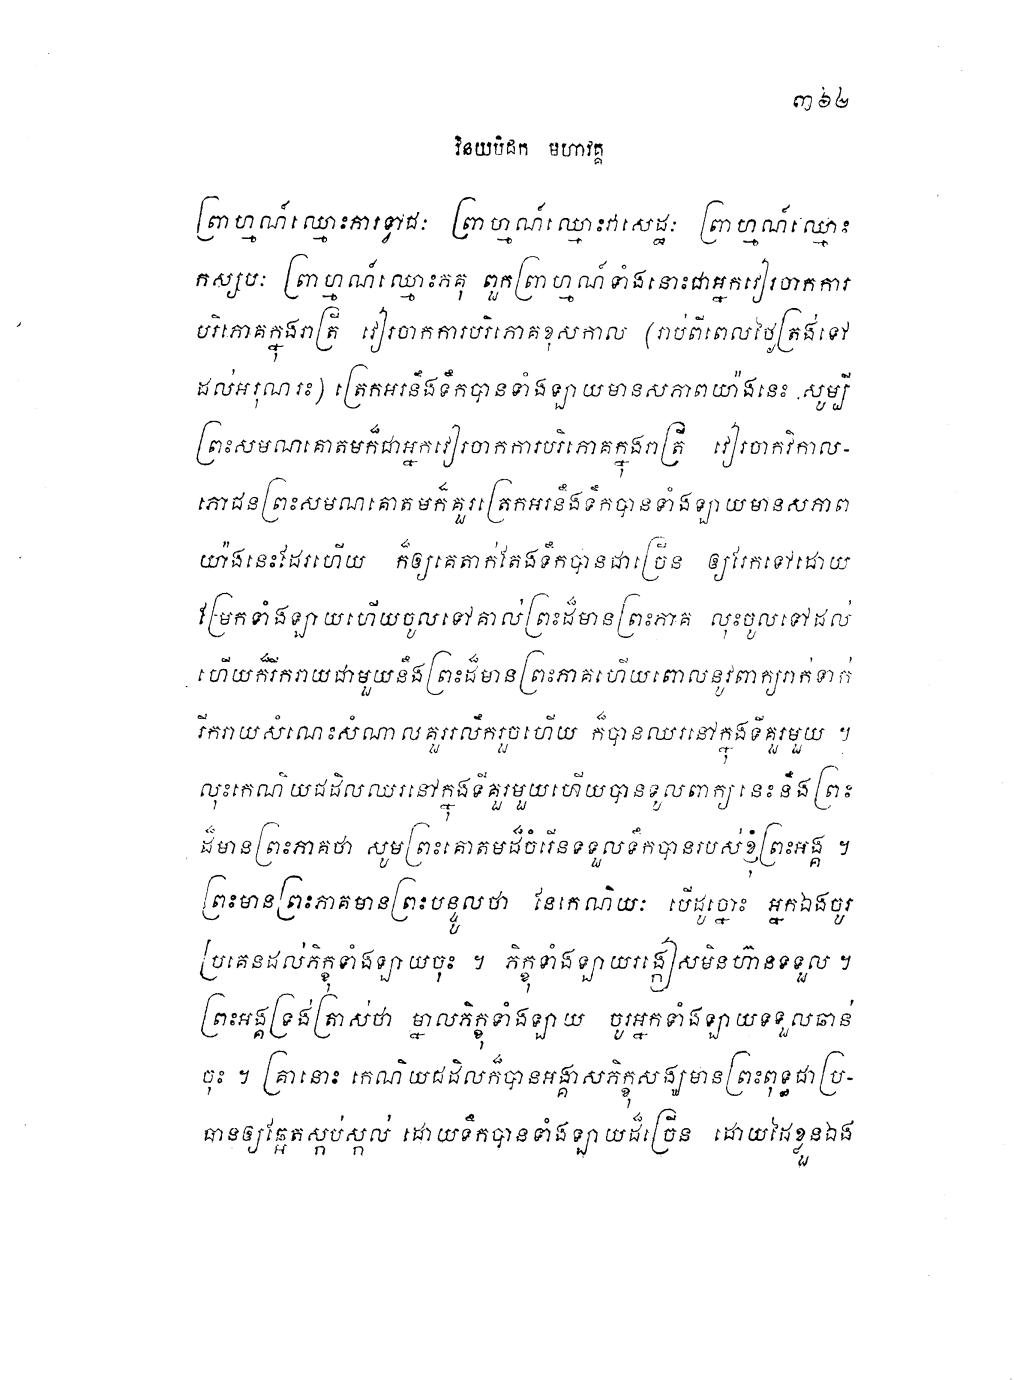 ៣៦៤
វិនយបិដក មហាវគ្គ
ព្រាហ្មណ៍ឈ្មោះភារទ្វាជៈ ព្រាហ្មណ៍ឈ្មោះវាសេដ្ឋៈ ព្រាហ្មណ៍ឈ្មោះ
កស្សបៈ ព្រាហ្មណ៍ឈ្មោះភគុ ពួកព្រាហ្មណ៍ទាំងនោះជាអ្នកវៀរចាកការ
បរិភោគក្នុងរាត្រី វៀរចាកការបរិភោគខុសកាល (រាប់ពីពេលថ្ងៃត្រង់ទៅ
ដល់អរុណរះ) ត្រេកអរនឹងទឹកបានទាំងឡាយមានសភាពយ៉ាងនេះ សូម្បី
ព្រះសមណគោតមក៏ជាអ្នកវៀរចាកការបរិភោគក្នុងរាត្រី វៀរចាកវិកាល-
ភោជនព្រះសមណគោតមក៏គួរត្រេកអរនឹងទឹកបានទាំងឡាយមានសភាព
យ៉ាងនេះដែរហើយ ក៏ឲ្យគេតាក់តែងទឹកបានជាច្រើន ឲ្យរែកទៅដោយ
អម្រែកទាំងឡាយហើយចូលទៅគាល់ព្រះដ៏មានព្រះភាគ លុះចូលទៅដល់
ហើយក៏រីករាយជាមួយនឹងព្រះដ៏មានព្រះភាគហើយពោលនូវពាក្យរាក់ទាក់
រីករាយសំណេះសំណាលគួររលឹករួចហើយ ក៏បានឈរនៅក្នុងទីគួរមួយ ។
លុះកេណិយជដិលឈរនៅក្នុងទីគួរមួយហើយបានទូលពាក្យនេះនឹងព្រះ
ដ៏មានព្រះភាគថា សូមព្រះគោតមដ៏ចំរើនទទួលទឹកបានរបស់ខ្ញុំព្រះអង្គ ។
ព្រះមានព្រះភាគមានព្រះបន្ទូលថា នែកេណិយៈ បើដូច្នោះ អ្នកឯងចូរ
ប្រគេនដល់ភិក្ខុទាំងឡាយចុះ ។ ភិក្ខុទាំងឡាយរង្កៀសមិនហ៊ានទទួល ។
ព្រះអង្គទ្រង់ត្រាស់ថា ម្នាលភិក្ខុទាំងឡាយ ចូរអ្នកទាំងឡាយទទួលឆាន់
ចុះ ។ គ្រានោះ កេណិយជដិលក៏បានអង្គាសភិក្ខុសង្ឃមានព្រះពុទ្ធជាប្រ-
ធានឲ្យឆ្អែតស្កប់ស្កល់ ដោយទឹកបានទាំងឡាយដ៏ច្រើន ដោយដៃខ្លួនឯង